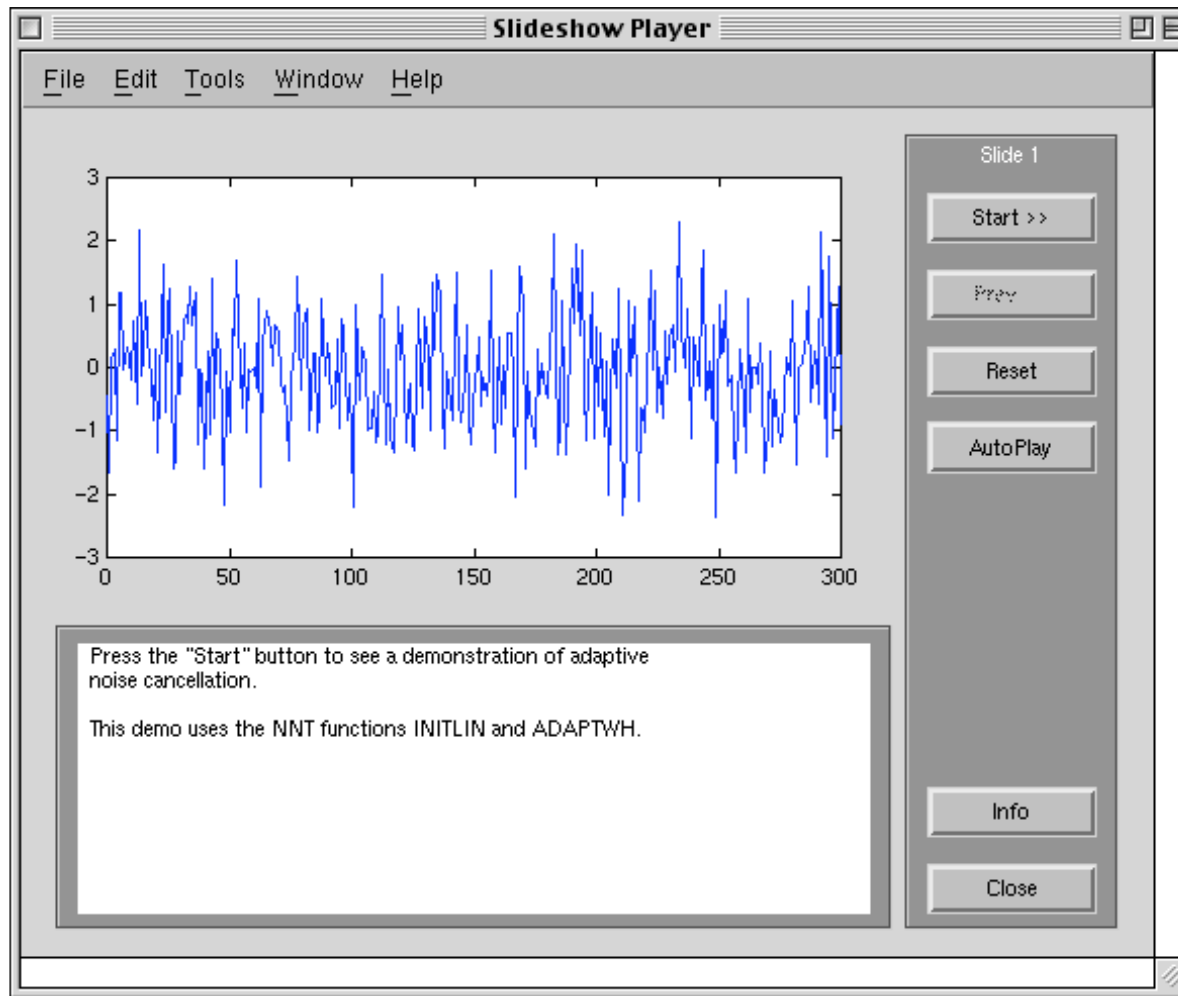 Slideshow Player
File Edit Tools Window Help
Slide 1
Start >>
Prev
Reset
AutoPlay
Info
Close
3
2
1
0
−1
−2
−3
0 50 100 150 200 250 300
Press the "Start" button to see a demonstration of adaptive
noise cancellation.
This demo uses the NNT functions INITLIN and ADAPTWH.